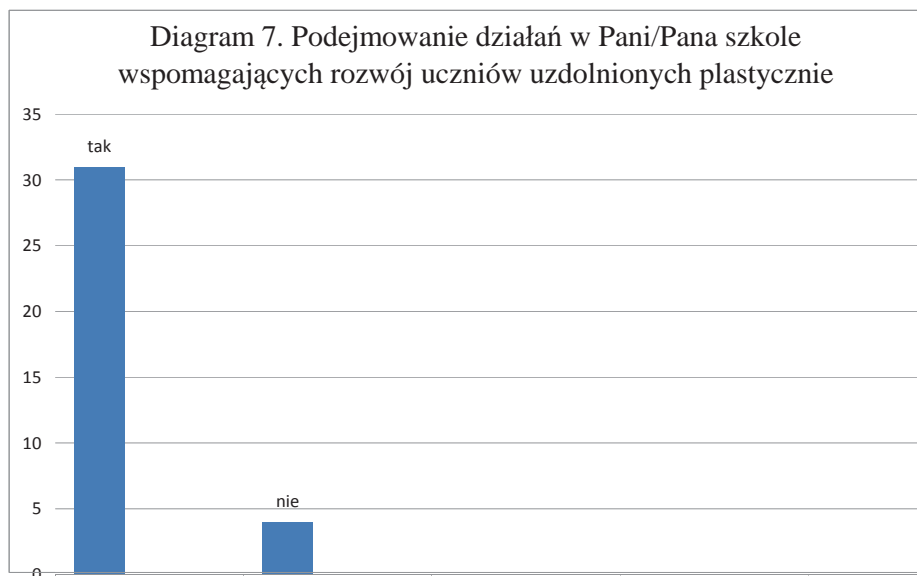 Diagram 7. Podejmowanie działań w Pani/Pana szkole
wspomagających rozwój uczniów uzdolnionych plastycznie
35
tak
30
25
20
15
10
nie
5
0